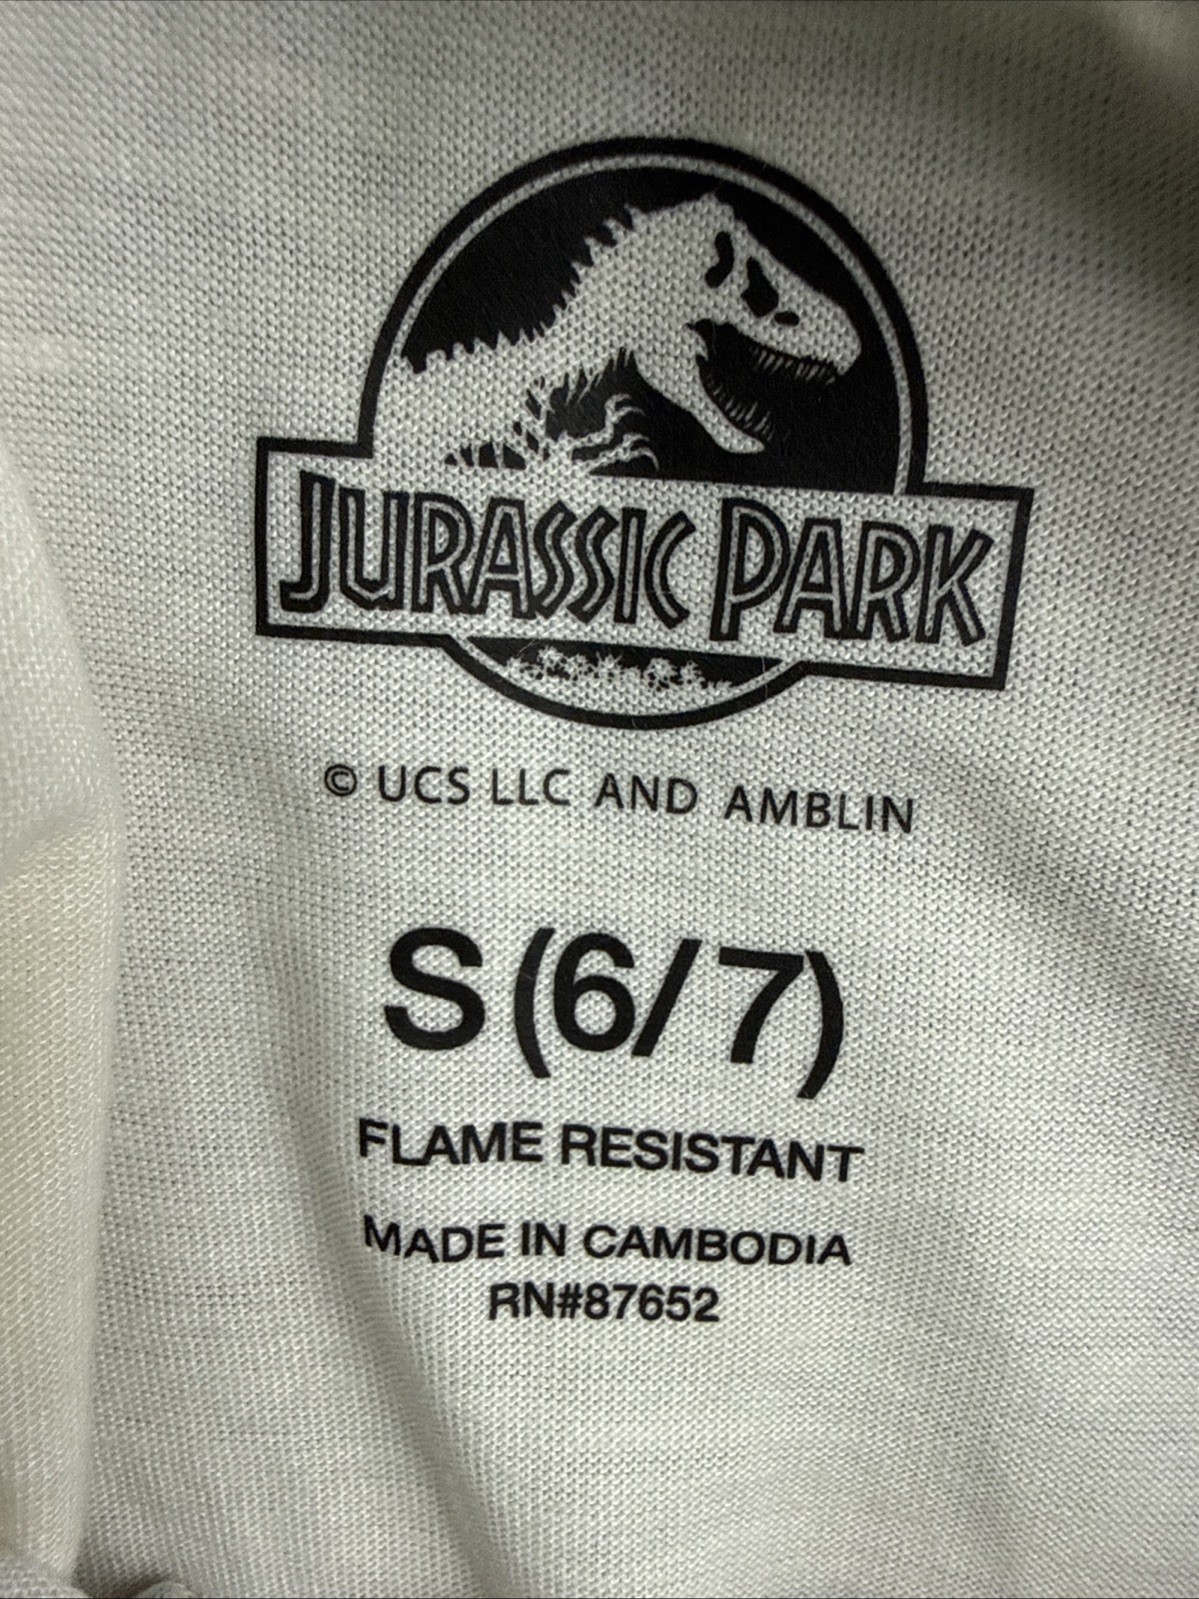 JURASSIC PARK
© UCS LLC AND AMBLIN
S (6/7)
FLAME RESISTANT
MADE IN CAMBODIA
RN#87652